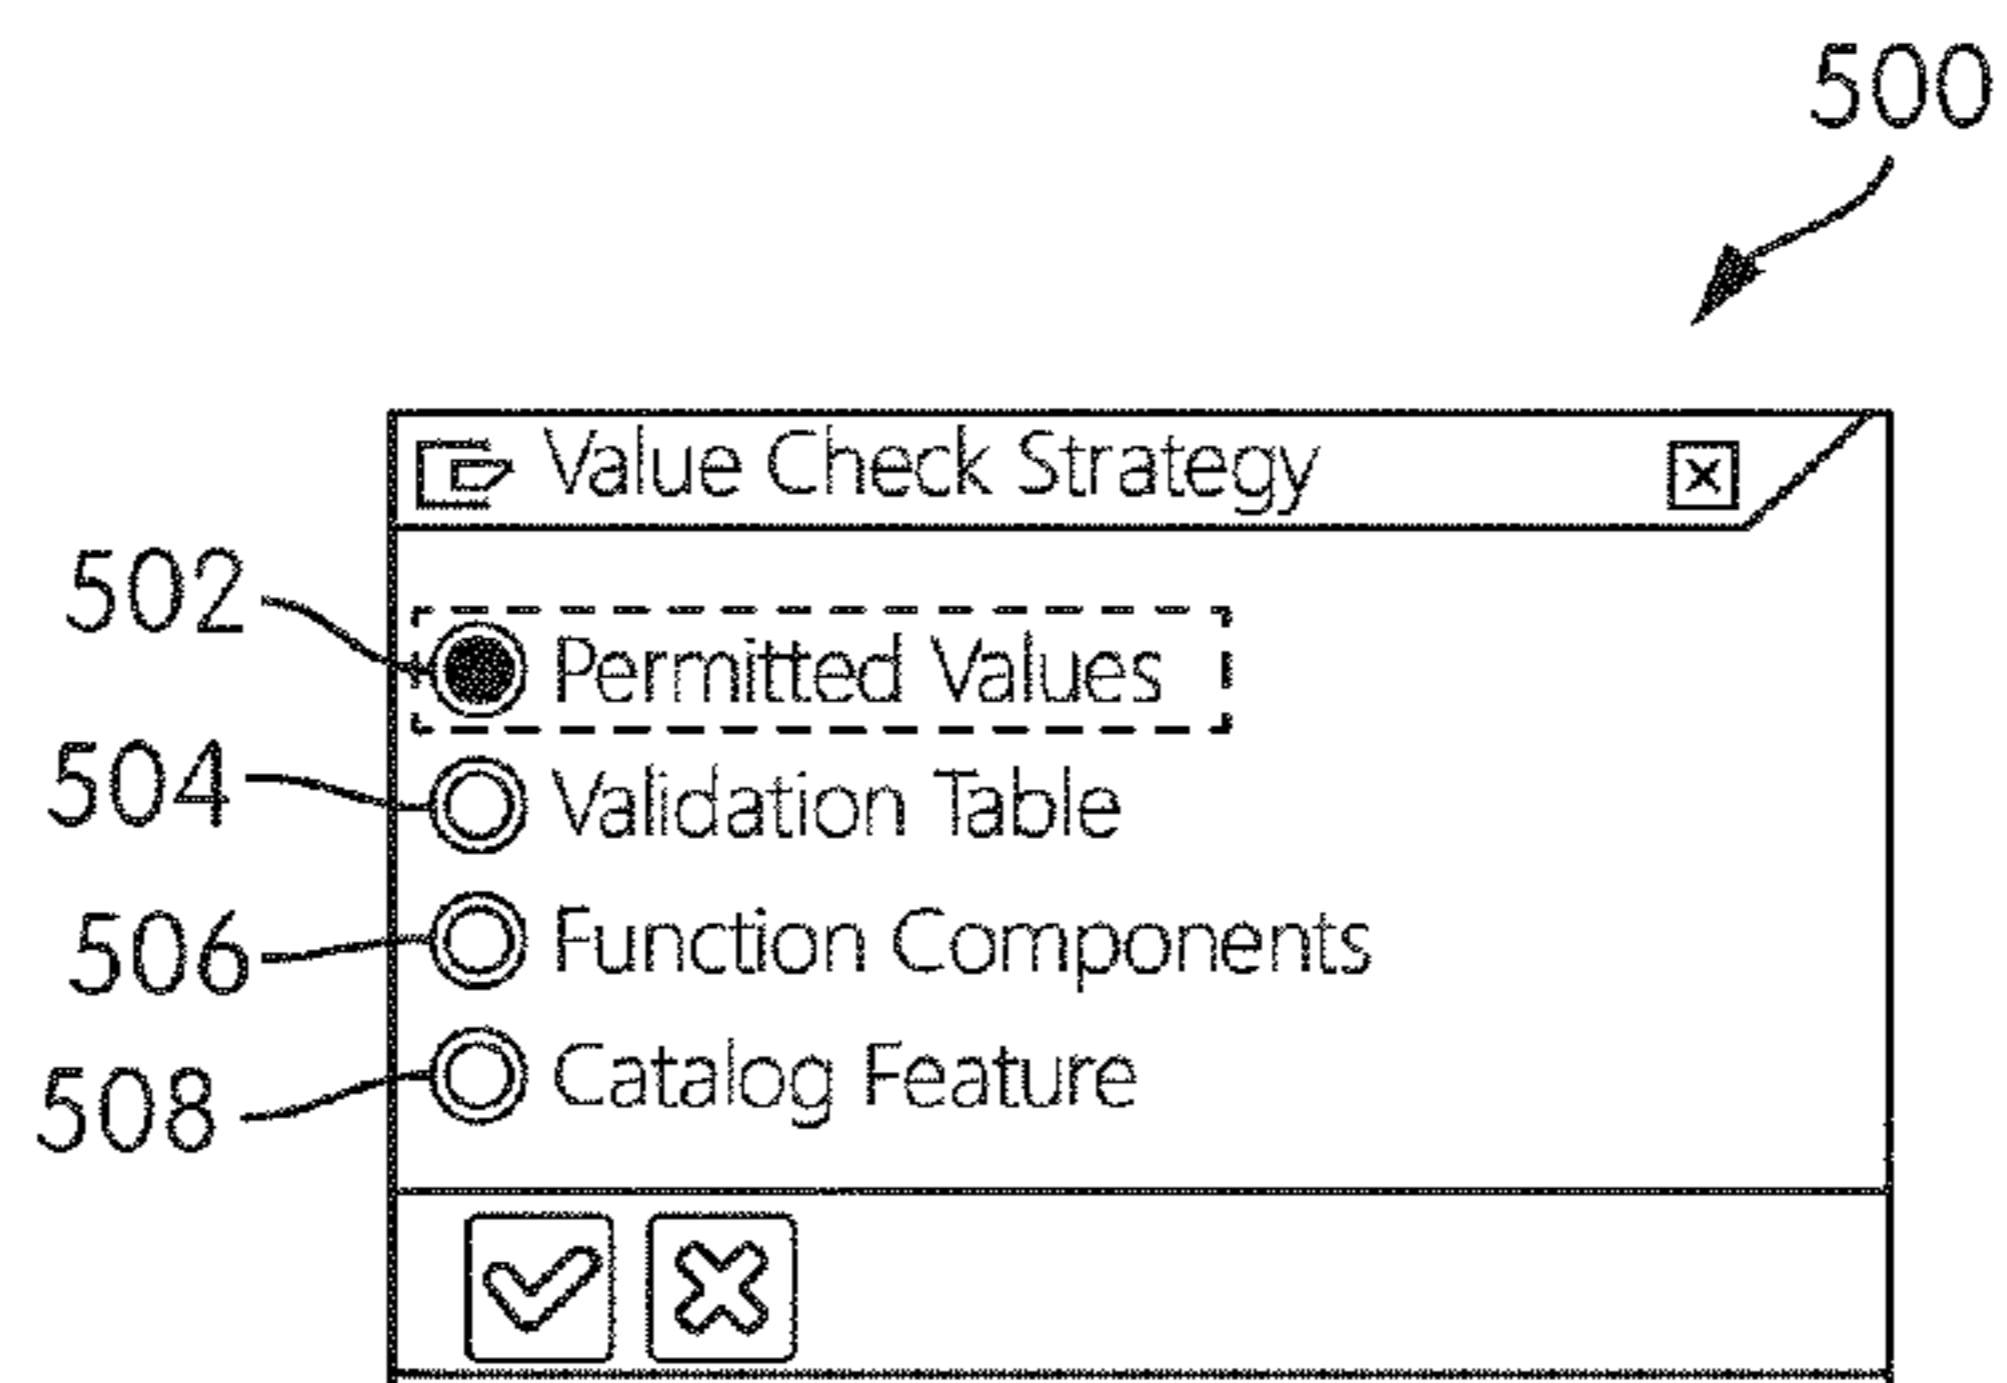 500
Value Check Strategy
502
Permitted Values
504
Validation Table
506
Function Components
508
Catalog Feature